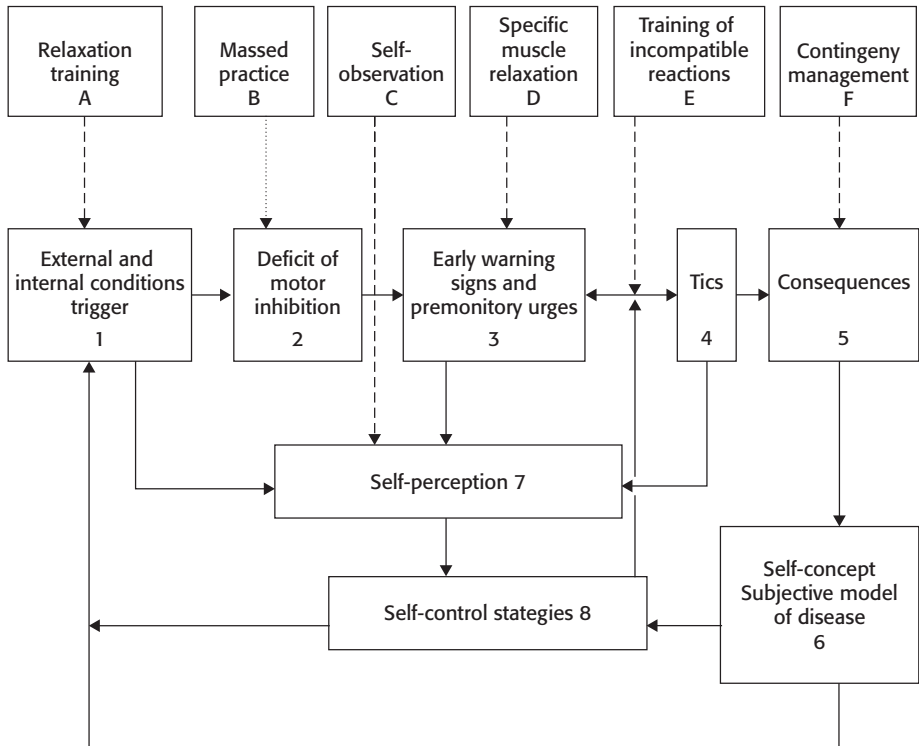 Relaxation
training
A
Massed
practice
B
Self-
observation
C
Specific
muscle
relaxation
D
Training of
incompatible
reactions
E
Contingeny
management
F
External and
internal conditions
trigger
1
Deficit of
motor
inhibition
2
Early warning
signs and
premonitory urges
3
Tics
4
Consequences
5
Self-perception 7
Self-control stategies 8
Self-concept
Subjective model
of disease
6